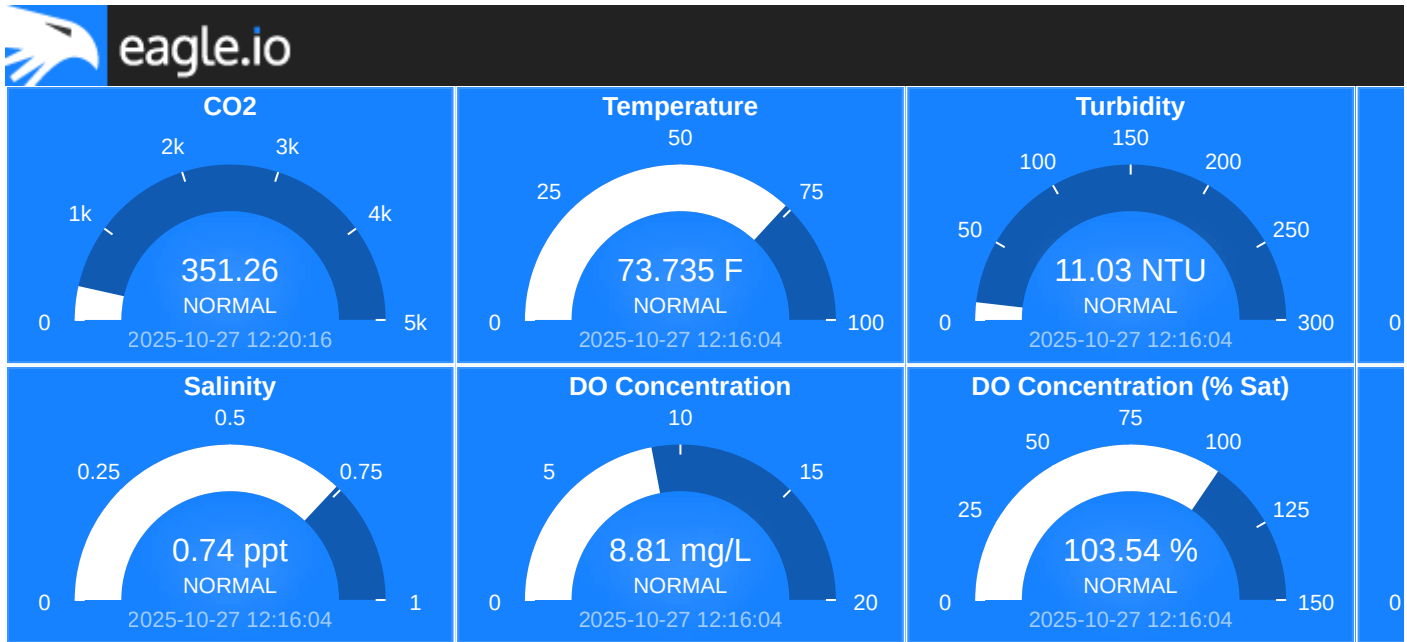 eagle.io
CO2
2k
3k
1k
4k
351.26
NORMAL
0
5k
2025-10-27 12:20:16
Temperature
50
25
75
73.735 F
NORMAL
0
100
2025-10-27 12:16:04
Turbidity
150
100
200
50
250
11.03 NTU
NORMAL
0
300
2025-10-27 12:16:04
0
Salinity
0.5
0.25
0.75
0.74 ppt
NORMAL
0
1
2025-10-27 12:16:04
DO Concentration
10
5
15
8.81 mg/L
NORMAL
0
20
2025-10-27 12:16:04
DO Concentration (% Sat)
75
50
100
25
125
103.54 %
NORMAL
0
150
2025-10-27 12:16:04
0